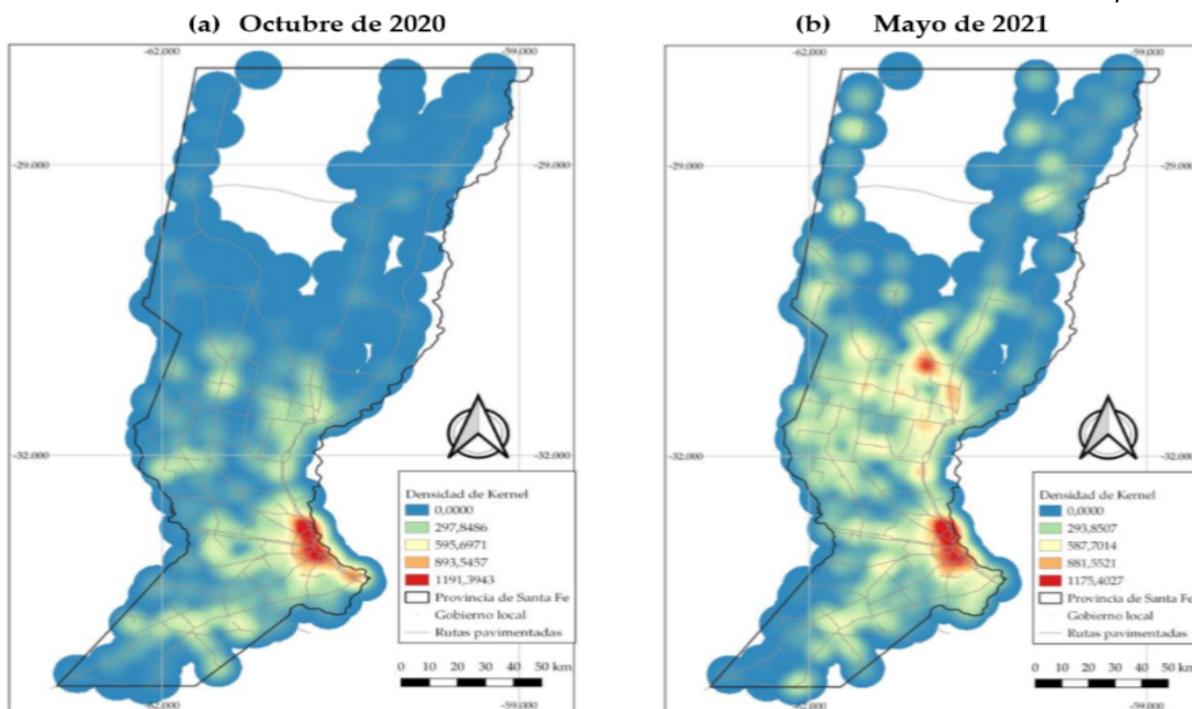 (a) Octubre de 2020
-62.000
-59.000
-29.000
-29.000
-32.000
-32.000
Densidad de Kernel
0,0000
297,8486
595,6971
893,5457
1191,3943
Provincia de Santa Fe
Gobierno local
Rutas pavimentadas
0 10 20 30 40 50 km
-62.000
-59.000
(b) Mayo de 2021
-62.000
-59.000
-29.000
-29.000
-32.000
-32.000
Densidad de Kernel
0,0000
293,8507
587,7014
881,5521
1175,4027
Provincia de Santa Fe
Gobierno local
Rutas pavimentadas
0 10 20 30 40 50 km
-62.000
-59.000